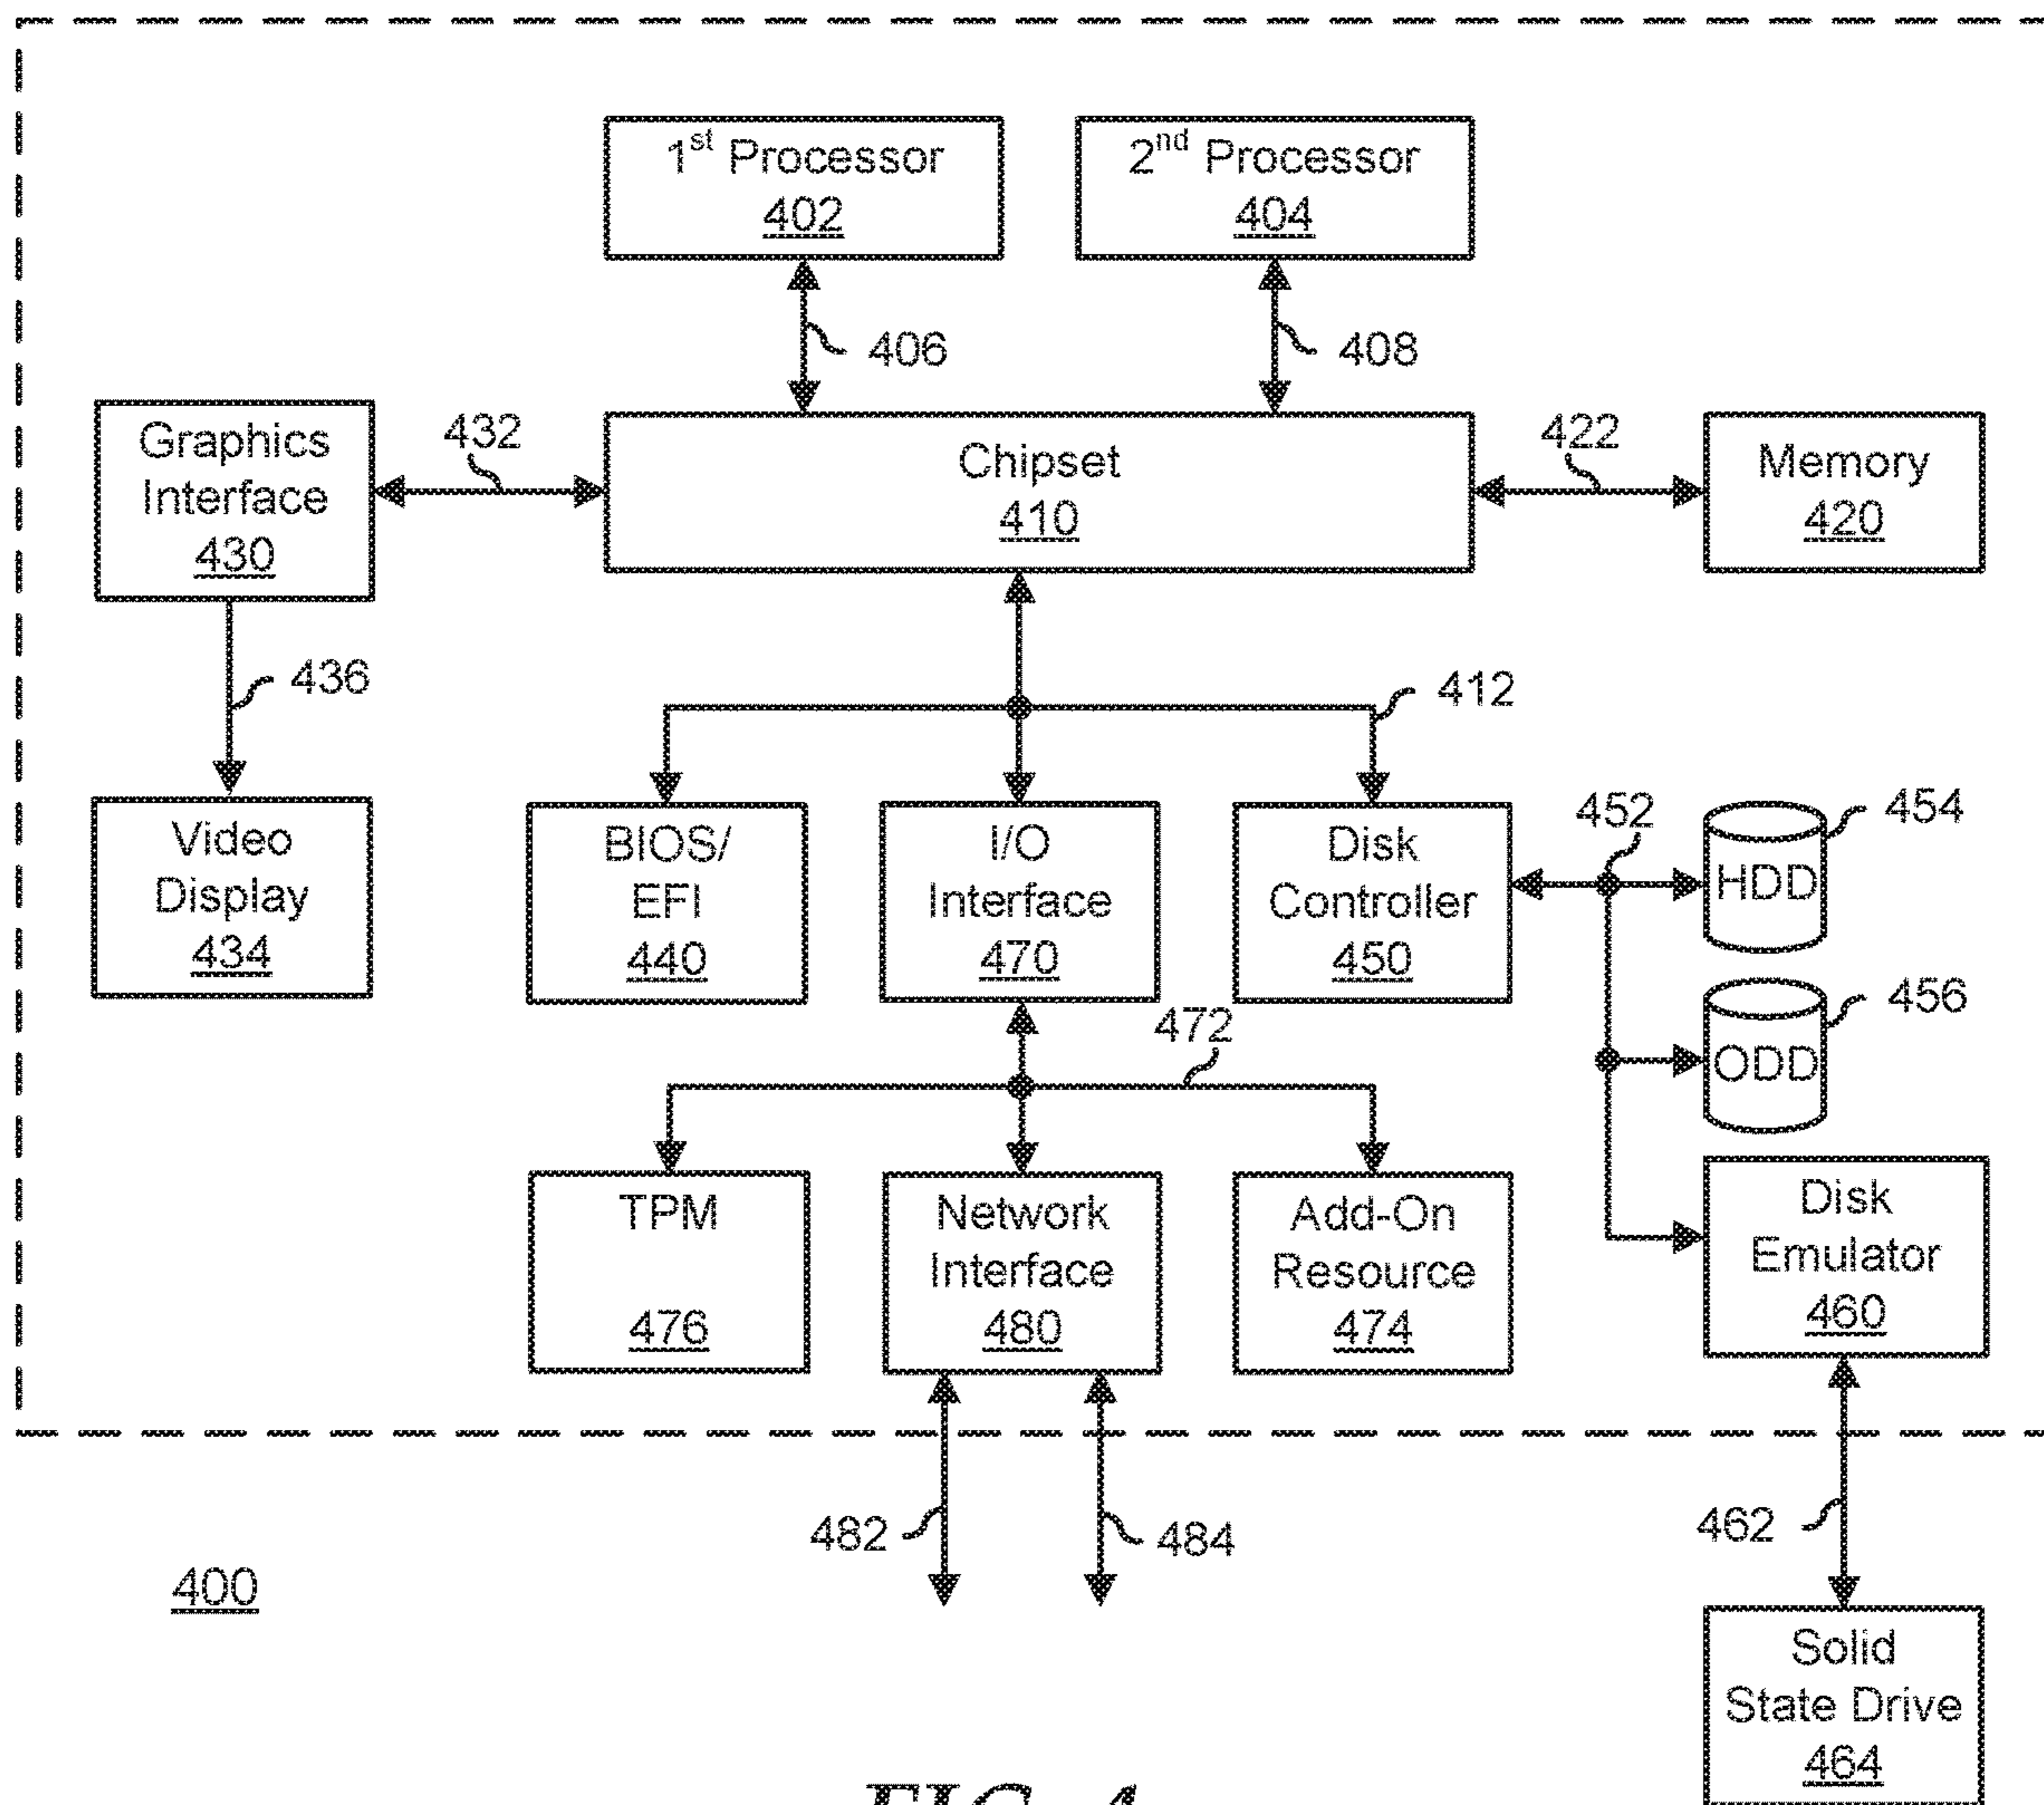 1st Processor
402
2nd Processor
404
406
408
Graphics
Interface
430
432
Chipset
410
422
Memory
420
436
412
Video
Display
434
BIOS/
EFI
440
I/O
Interface
470
Disk
Controller
450
452
HDD
454
ODD
456
472
TPM
476
Network
Interface
480
Add-On
Resource
474
Disk
Emulator
460
482
484
462
400
Solid
State Drive
464
FIG. 4